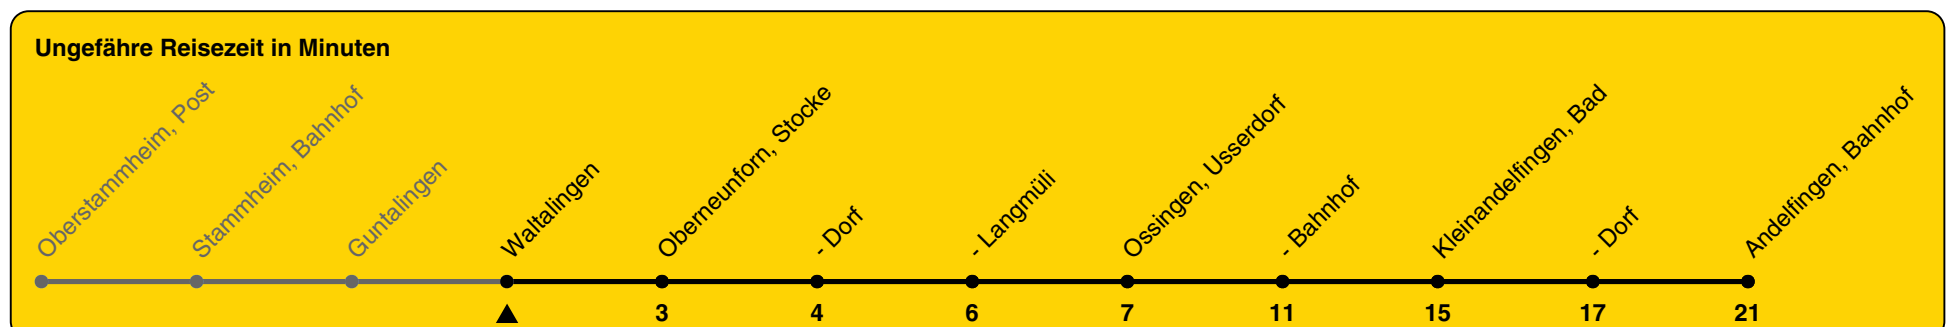 Ungefähre Reisezeit in Minuten
Oberstammheim, Post
Stammheim, Bahnhof
Guntalingen
Waltalingen
Oberneunforn, Stocke
- Dorf
- Langmüli
Ossingen, Usserdorf
- Bahnhof
Kleinandelfingen, Bad
- Dorf
Andelfingen, Bahnhof
3 4 6 7 11 15 17 21